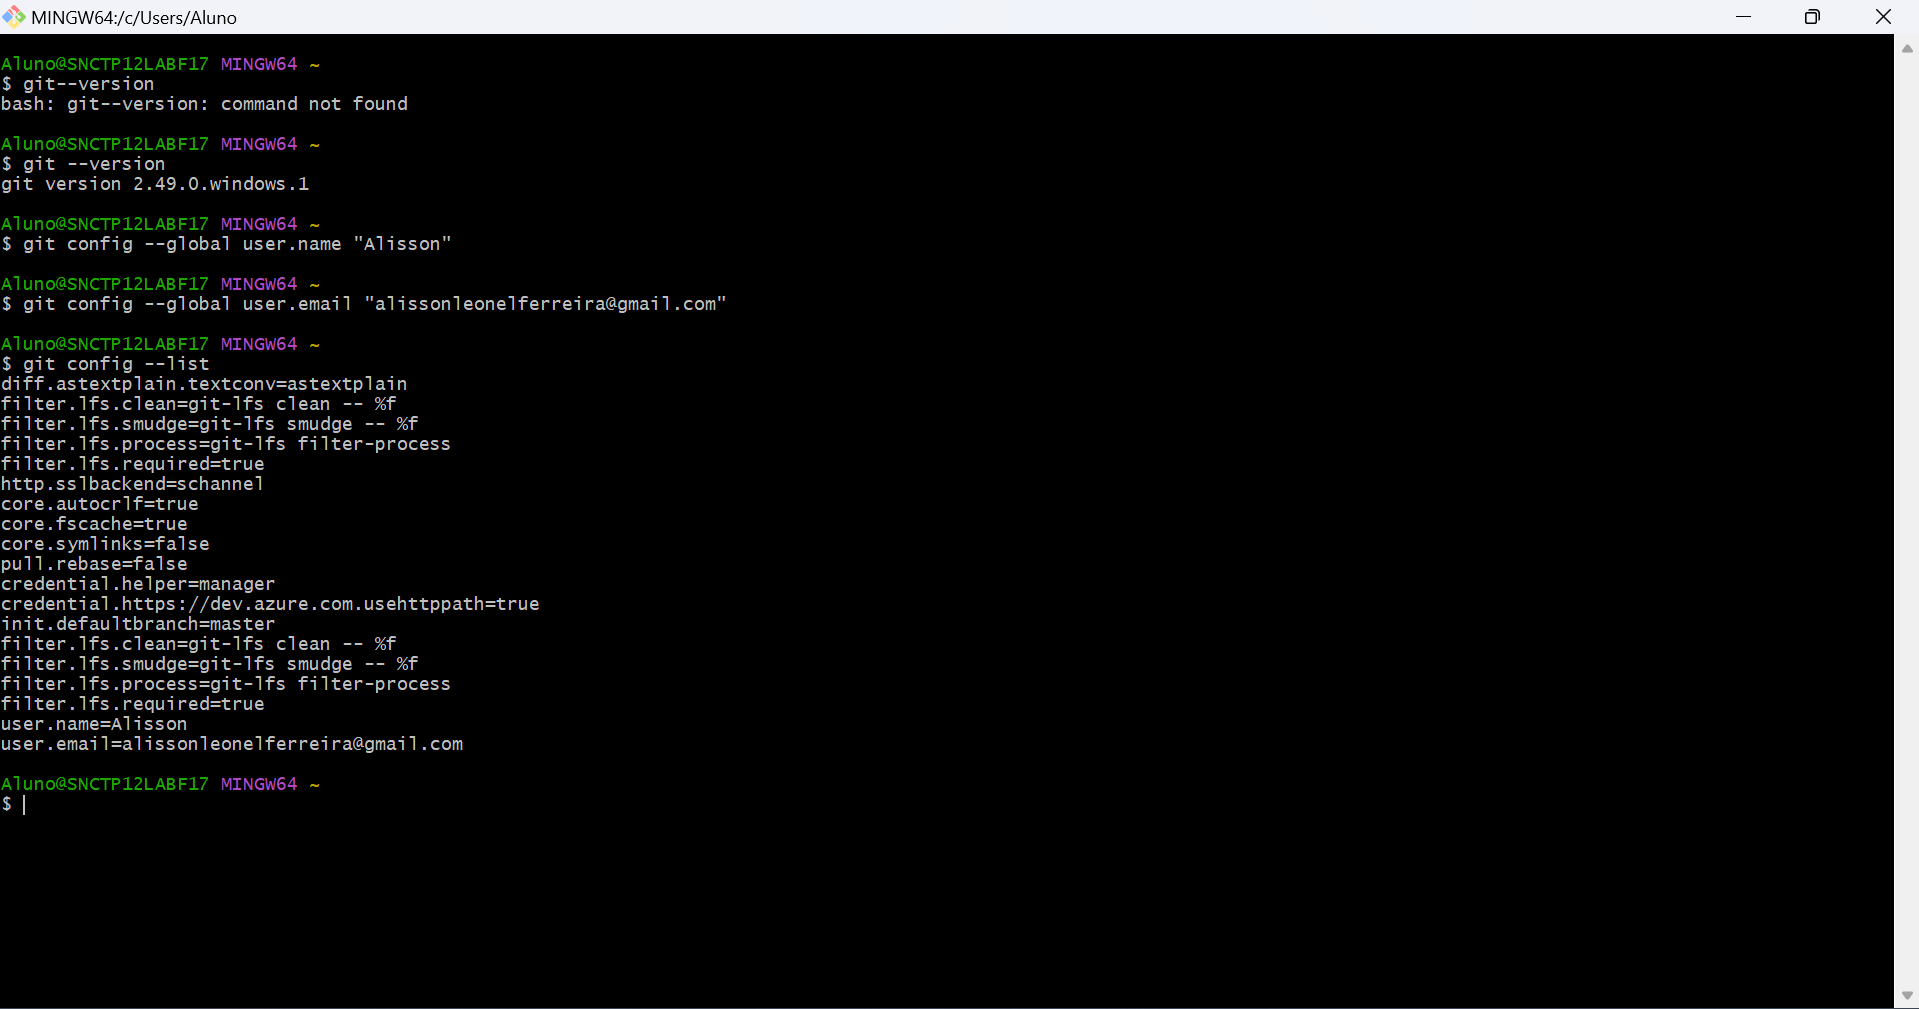 MINGW64:/c/Users/Aluno
Aluno@SNCTP12LABF17 MINGW64 ~
$ git--version
bash: git--version: command not found
Aluno@SNCTP12LABF17 MINGW64 ~
$ git --version
git version 2.49.0.windows.1
Aluno@SNCTP12LABF17 MINGW64 ~
$ git config --global user.name "Alisson"
Aluno@SNCTP12LABF17 MINGW64 ~
$ git config --global user.email "alissonleonelferreira@gmail.com"
Aluno@SNCTP12LABF17 MINGW64 ~
$ git config --list
diff.astextplain.textconv=astextplain
filter.lfs.clean=git-lfs clean -- %f
filter.lfs.smudge=git-lfs smudge -- %f
filter.lfs.process=git-lfs filter-process
filter.lfs.required=true
http.sslbackend=schannel
core.autocrlf=true
core.fscache=true
core.symlinks=false
pull.rebase=false
credential.helper=manager
credential.https://dev.azure.com.usehttppath=true
init.defaultbranch=master
filter.lfs.clean=git-lfs clean -- %f
filter.lfs.smudge=git-lfs smudge -- %f
filter.lfs.process=git-lfs filter-process
filter.lfs.required=true
user.name=Alisson
user.email=alissonleonelferreira@gmail.com
Aluno@SNCTP12LABF17 MINGW64 ~
$